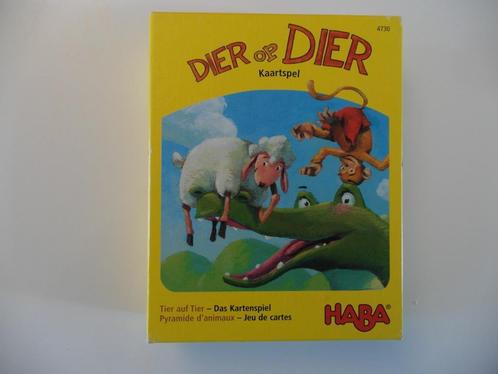 4730
DIER OP DIER
Kaartspel
Tier auf Tier – Das Kartenspiel
Pyramide d'animaux – Jeu de cartes
HABA®